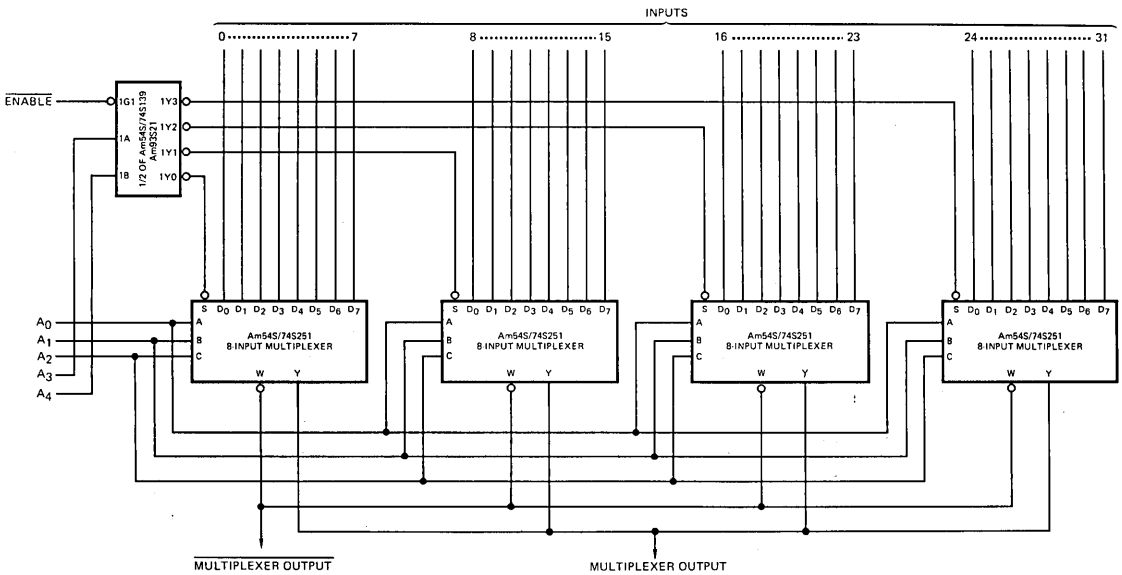 INPUTS
0 7 8 15 16 23 24 31
ENABLE
1G1 1Y3
1Y2
1A
1Y1
1B 1Y0
1/2 OF Am54S/74S139
Am93S21
S D0 D1 D2 D3 D4 D5 D6 D7
A
B
C
Am54S/74S251
8-INPUT MULTIPLEXER
W Y
S D0 D1 D2 D3 D4 D5 D6 D7
A
B
C
Am54S/74S251
8-INPUT MULTIPLEXER
W Y
S D0 D1 D2 D3 D4 D5 D6 D7
A
B
C
Am54S/74S251
8-INPUT MULTIPLEXER
W Y
S D0 D1 D2 D3 D4 D5 D6 D7
A
B
C
Am54S/74S251
8-INPUT MULTIPLEXER
W Y
A0
A1
A2
A3
A4
MULTIPLEXER OUTPUT
MULTIPLEXER OUTPUT